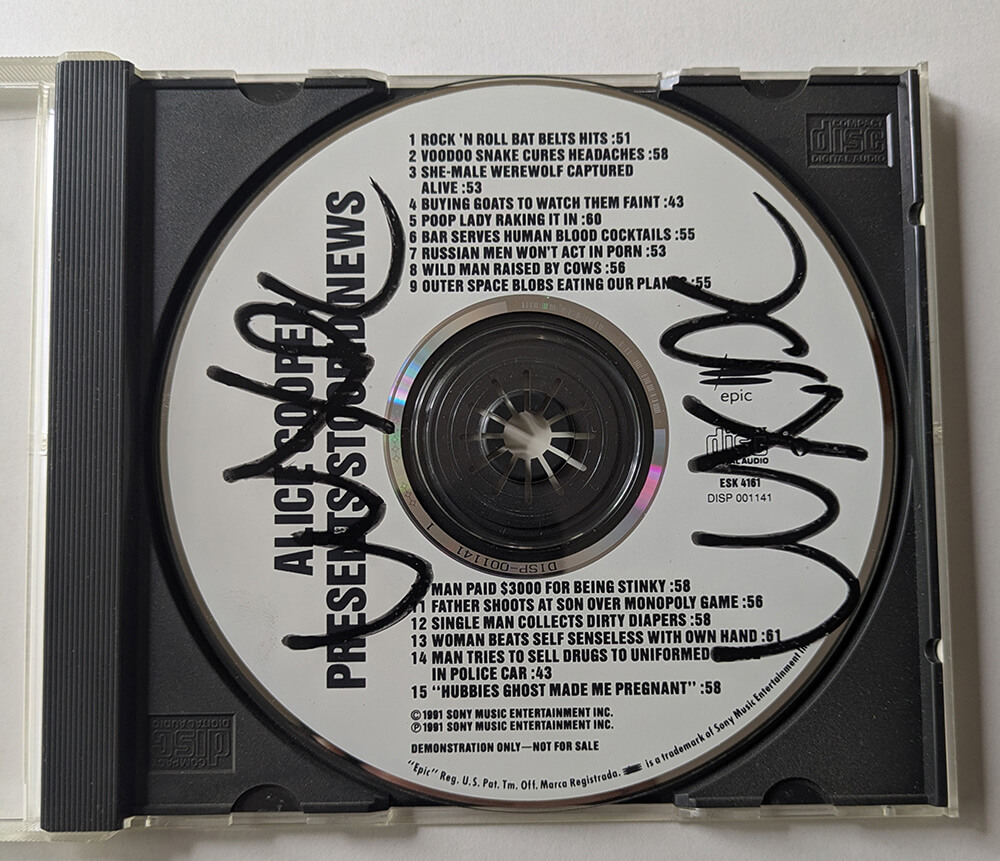 1 ROCK 'N ROLL BAT BELTS HITS :51
2 VOODOO SNAKE CURES HEADACHES :58
3 SHE-MALE WEREWOLF CAPTURED
ALIVE :53
4 BUYING GOATS TO WATCH THEM FAINT :43
5 POOP LADY RAKING IT IN :60
6 BAR SERVES HUMAN BLOOD COCKTAILS :55
7 RUSSIAN MEN WON'T ACT IN PORN :53
8 WILD MAN RAISED BY COWS :56
9 OUTER SPACE BLOBS EATING OUR :55
ALICE COOPER
PRESENTS STOOPID NEWS
epic
disc
ESK 4161
DISP 001141
DISP-001141
MAN PAID $3000 FOR BEING STINKY :58
11 FATHER SHOOTS AT SON OVER MONOPOLY GAME :56
12 SINGLE MAN COLLECTS DIRTY DIAPERS :58
13 WOMAN BEATS SELF SENSELESS WITH OWN HAND :61
14 MAN TRIES TO SELL DRUGS TO UNIFORMED
IN POLICE CAR :43
15 "HUBBIES GHOST MADE ME PREGNANT" :58
© 1991 SONY MUSIC ENTERTAINMENT INC.
℗ 1991 SONY MUSIC ENTERTAINMENT INC.
DEMONSTRATION ONLY—NOT FOR SALE
"Epic" Reg. U.S. Pat. Tm. Off. Marca Registrada. is a trademark of Sony Music Entertainment
COMPACT
disc
DIGITAL AUDIO
COMPACT
disc
DIGITAL AUDIO